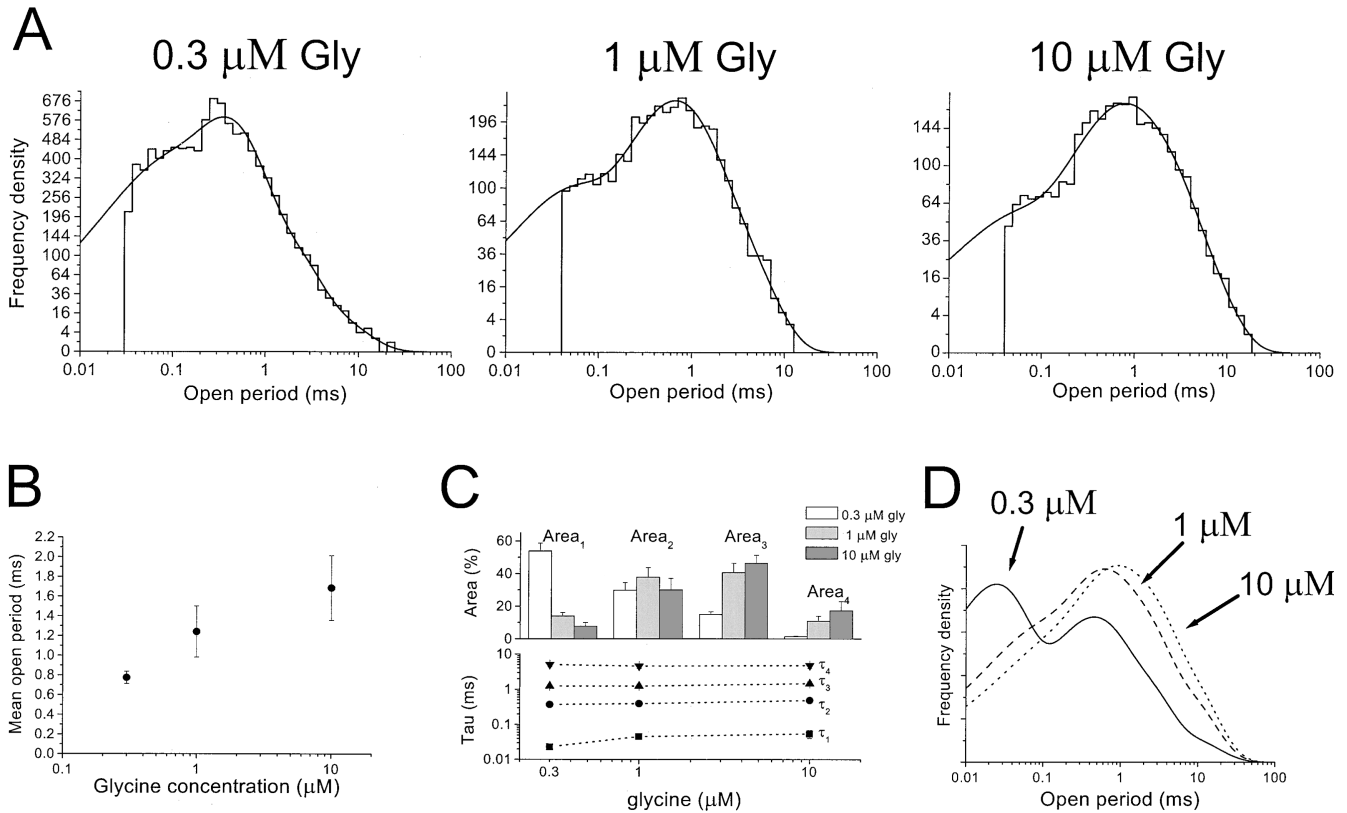 A
0.3 µM Gly
1 µM Gly
10 µM Gly
Frequency density
676
576
484
400
324
256
196
144
100
64
36
16
4
0
0.01
0.1
1
10
100
Open period (ms)
196
144
100
64
36
16
4
0
0.01
0.1
1
10
100
Open period (ms)
144
100
64
36
16
4
0
0.01
0.1
1
10
100
Open period (ms)
B
Mean open period (ms)
2.2
2.0
1.8
1.6
1.4
1.2
1.0
0.8
0.6
0.4
0.2
0.0
0.1
1
10
Glycine concentration (µM)
C
0.3 µM gly
1 µM gly
10 µM gly
Area (%)
60
40
20
0
Area1
Area2
Area3
Area4
Tau (ms)
10
1
0.1
0.01
τ4
τ3
τ2
τ1
0.3
1
10
glycine (µM)
D
0.3 µM
1 µM
10 µM
Frequency density
0.01
0.1
1
10
100
Open period (ms)